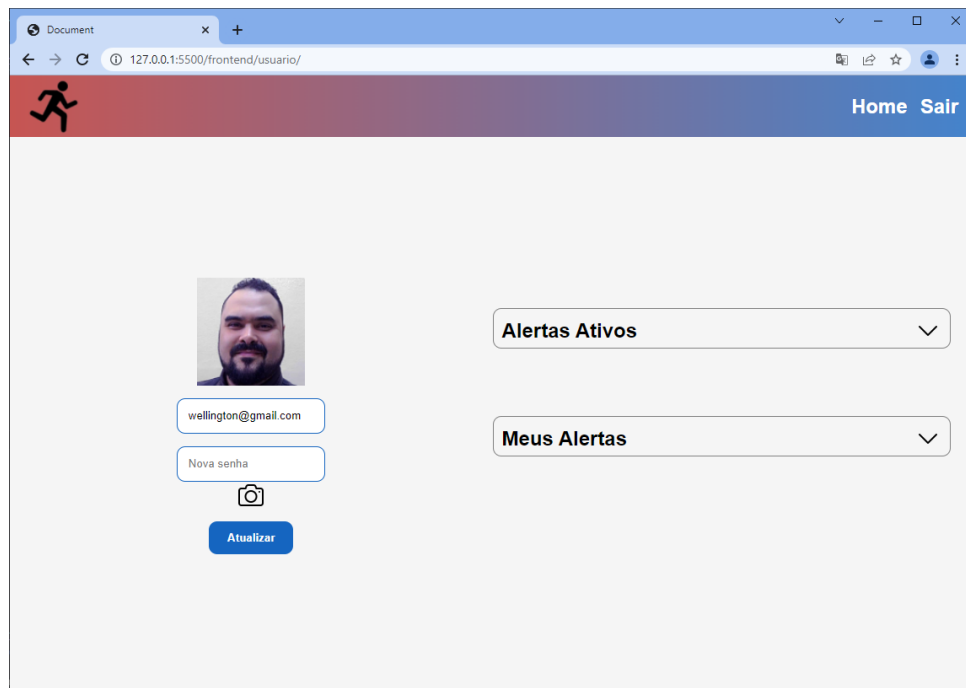 Document
127.0.0.1:5500/frontend/usuario/
Home Sair
wellington@gmail.com
Nova senha
Atualizar
Alertas Ativos
Meus Alertas